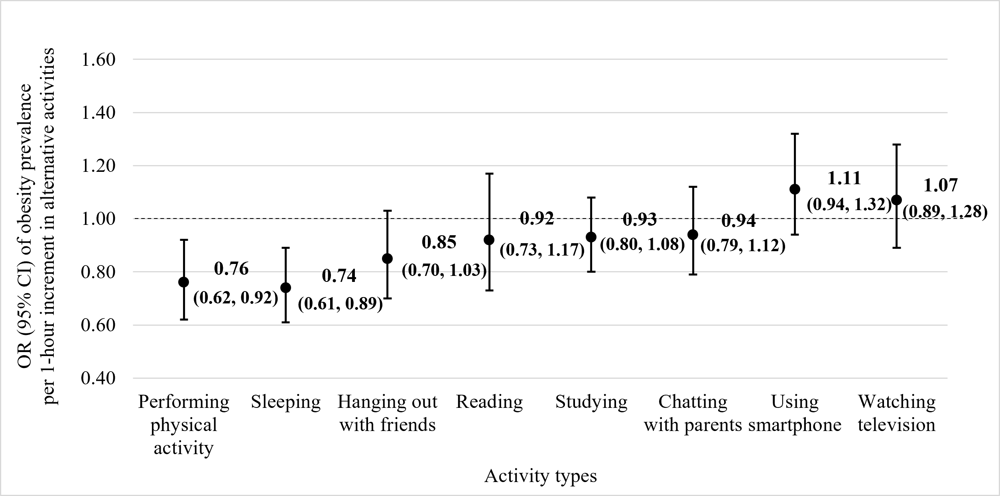 OR (95% CI) of obesity prevalence
per 1-hour increment in alternative activities
1.60
1.40
1.20
1.00
0.80
0.60
0.40
0.76
(0.62, 0.92)
0.74
(0.61, 0.89)
0.85
(0.70, 1.03)
0.92
(0.73, 1.17)
0.93
(0.80, 1.08)
0.94
(0.79, 1.12)
1.11
(0.94, 1.32)
1.07
(0.89, 1.28)
Performing
physical
activity
Sleeping
Hanging out
with friends
Reading
Studying
Chatting
with parents
Using
smartphone
Watching
television
Activity types